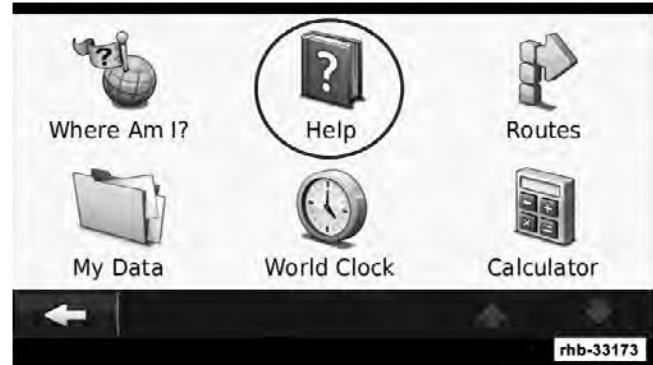 Where Am I?
Help
Routes
My Data
World Clock
Calculator
rhb-33173